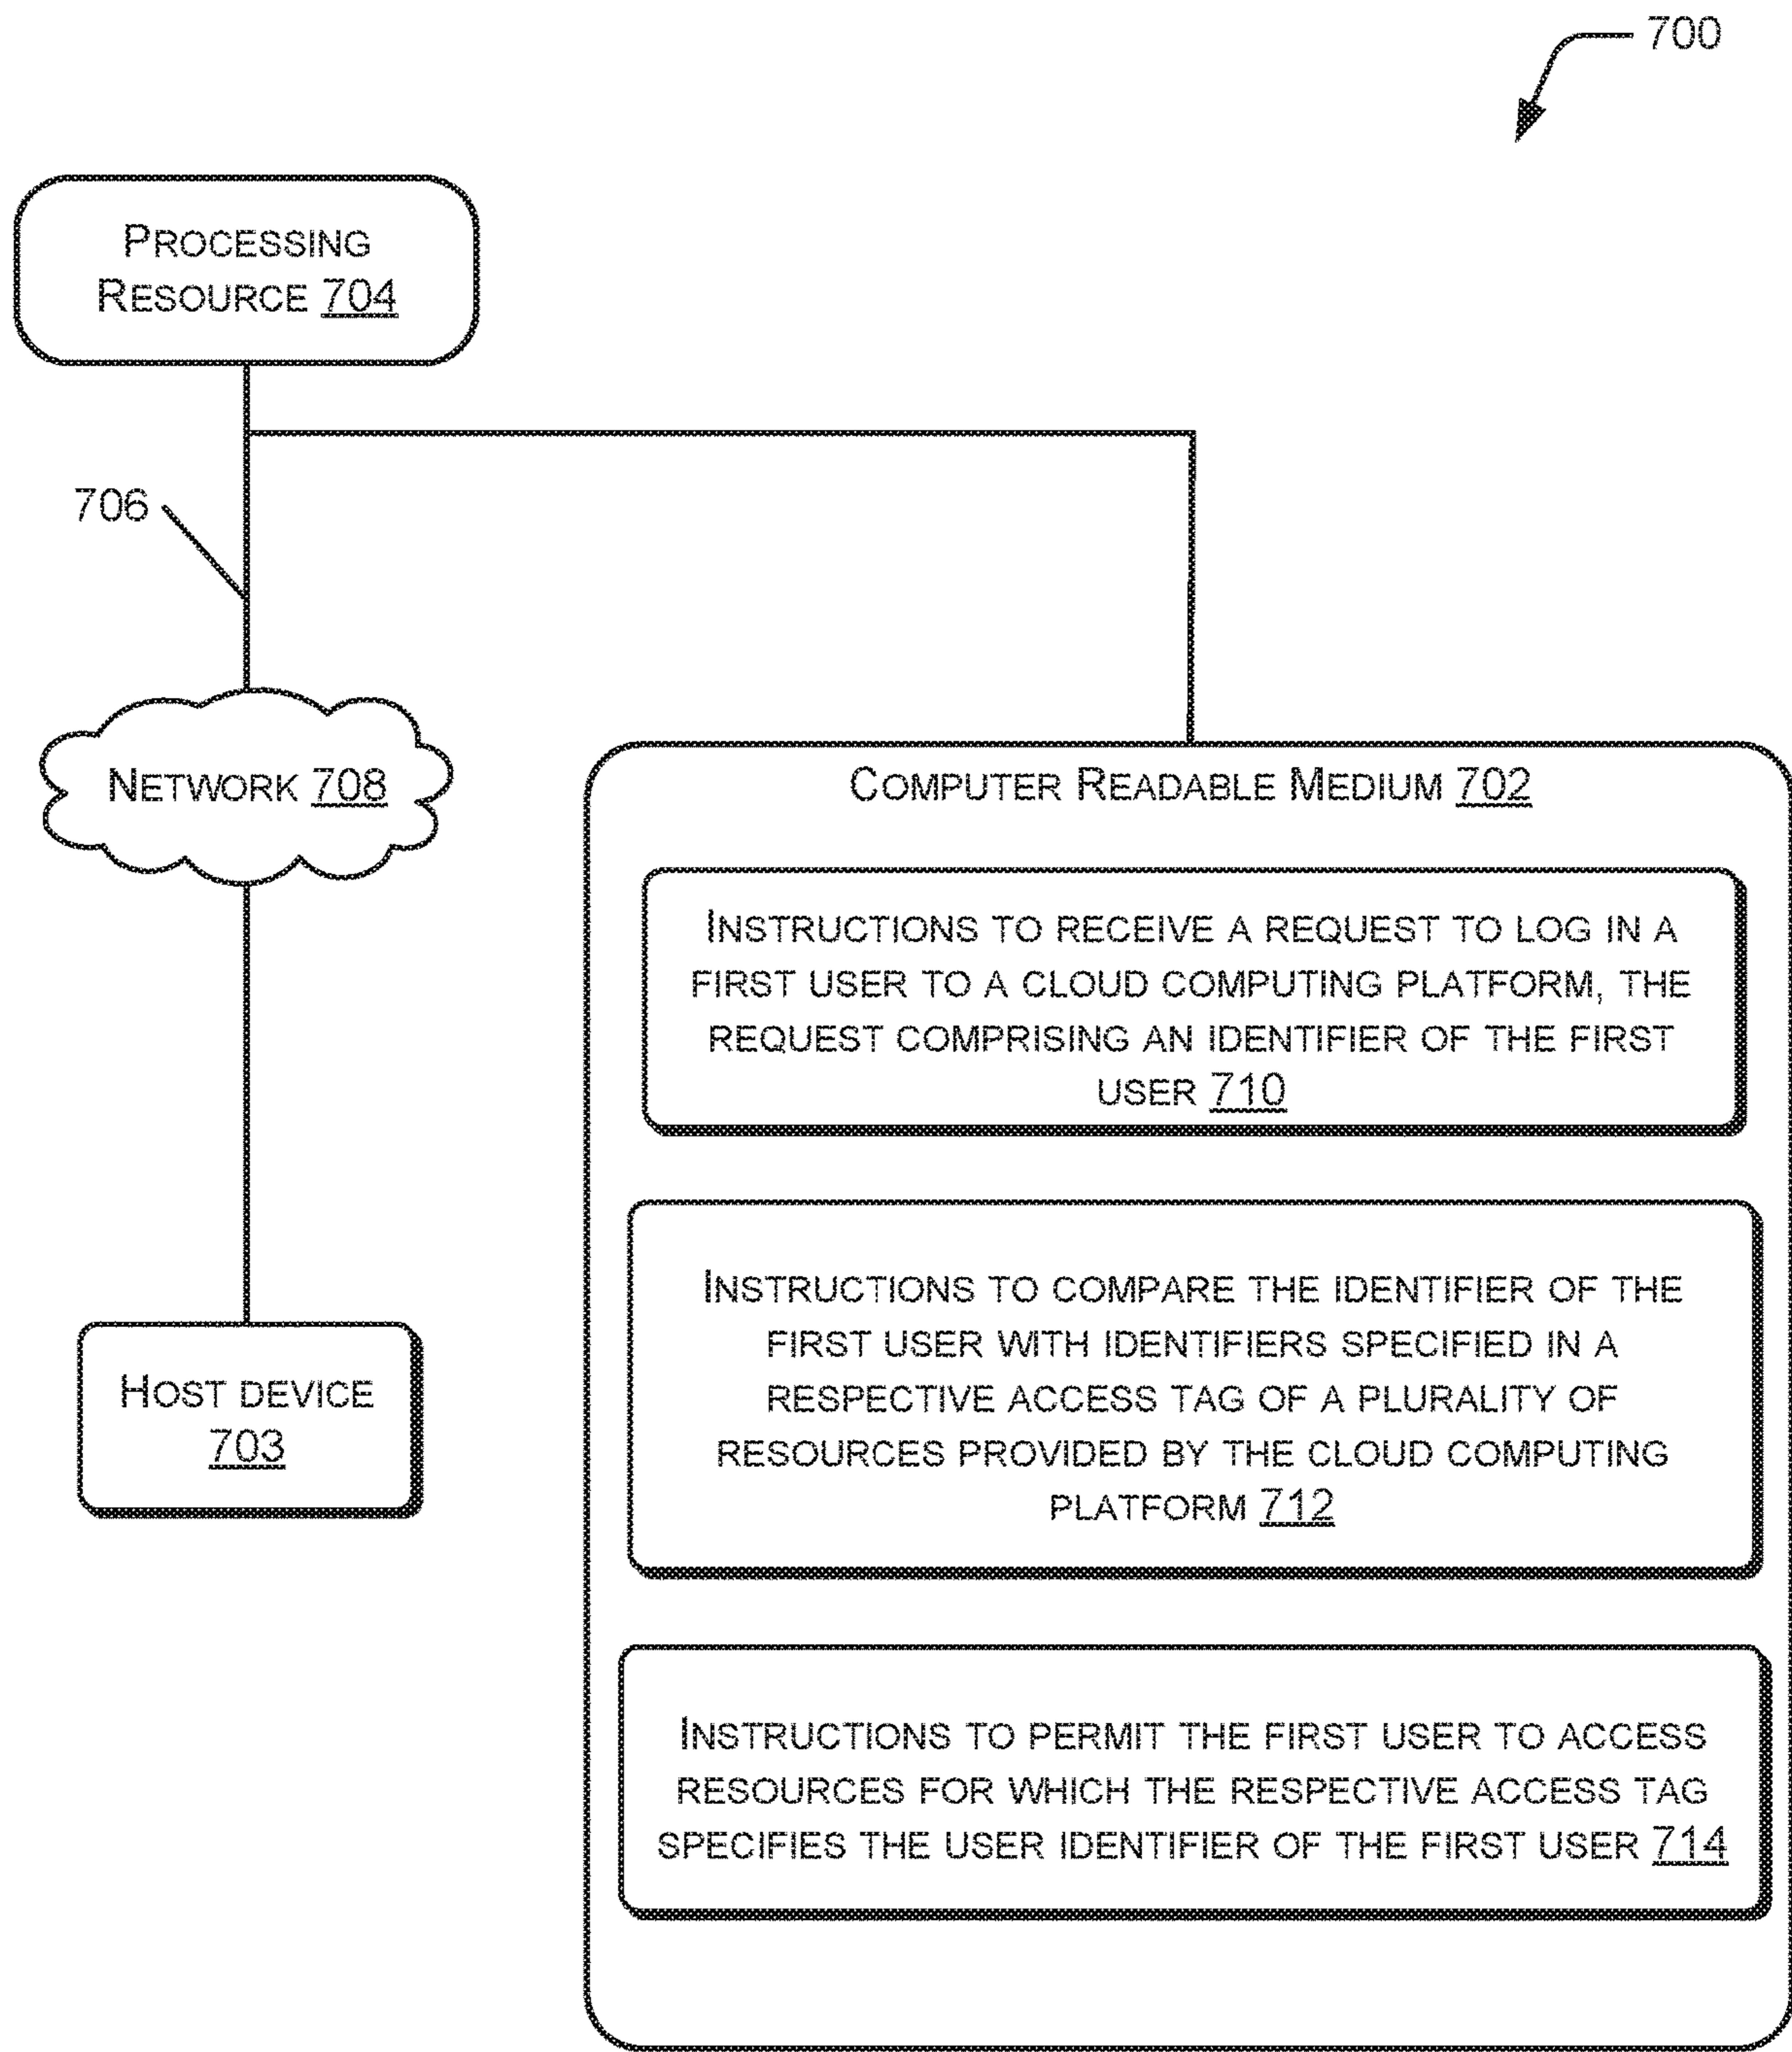 700
PROCESSING
RESOURCE 704
706
NETWORK 708
HOST DEVICE
703
COMPUTER READABLE MEDIUM 702
INSTRUCTIONS TO RECEIVE A REQUEST TO LOG IN A
FIRST USER TO A CLOUD COMPUTING PLATFORM, THE
REQUEST COMPRISING AN IDENTIFIER OF THE FIRST
USER 710
INSTRUCTIONS TO COMPARE THE IDENTIFIER OF THE
FIRST USER WITH IDENTIFIERS SPECIFIED IN A
RESPECTIVE ACCESS TAG OF A PLURALITY OF
RESOURCES PROVIDED BY THE CLOUD COMPUTING
PLATFORM 712
INSTRUCTIONS TO PERMIT THE FIRST USER TO ACCESS
RESOURCES FOR WHICH THE RESPECTIVE ACCESS TAG
SPECIFIES THE USER IDENTIFIER OF THE FIRST USER 714